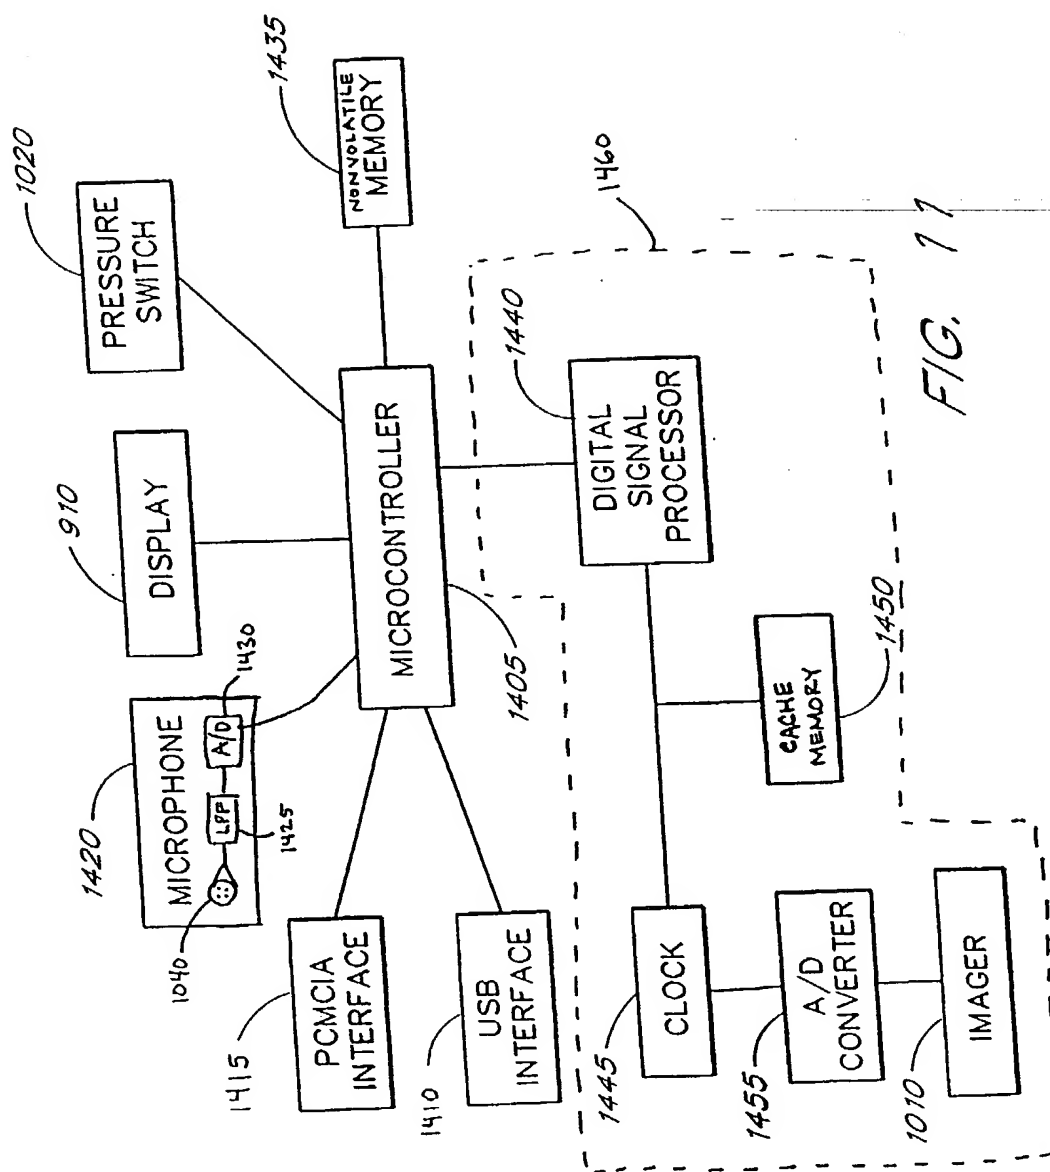 1420
MICROPHONE
1040
LPF
1425
A/D
1430
910
DISPLAY
1020
PRESSURE
SWITCH
1435
NONVOLATILE
MEMORY
1415
PCMCIA
INTERFACE
1410
USB
INTERFACE
MICROCONTROLLER
1405
1440
DIGITAL
SIGNAL
PROCESSOR
1460
1445
CLOCK
CACHE
MEMORY
1450
1455
A/D
CONVERTER
1010
IMAGER
FIG. 11